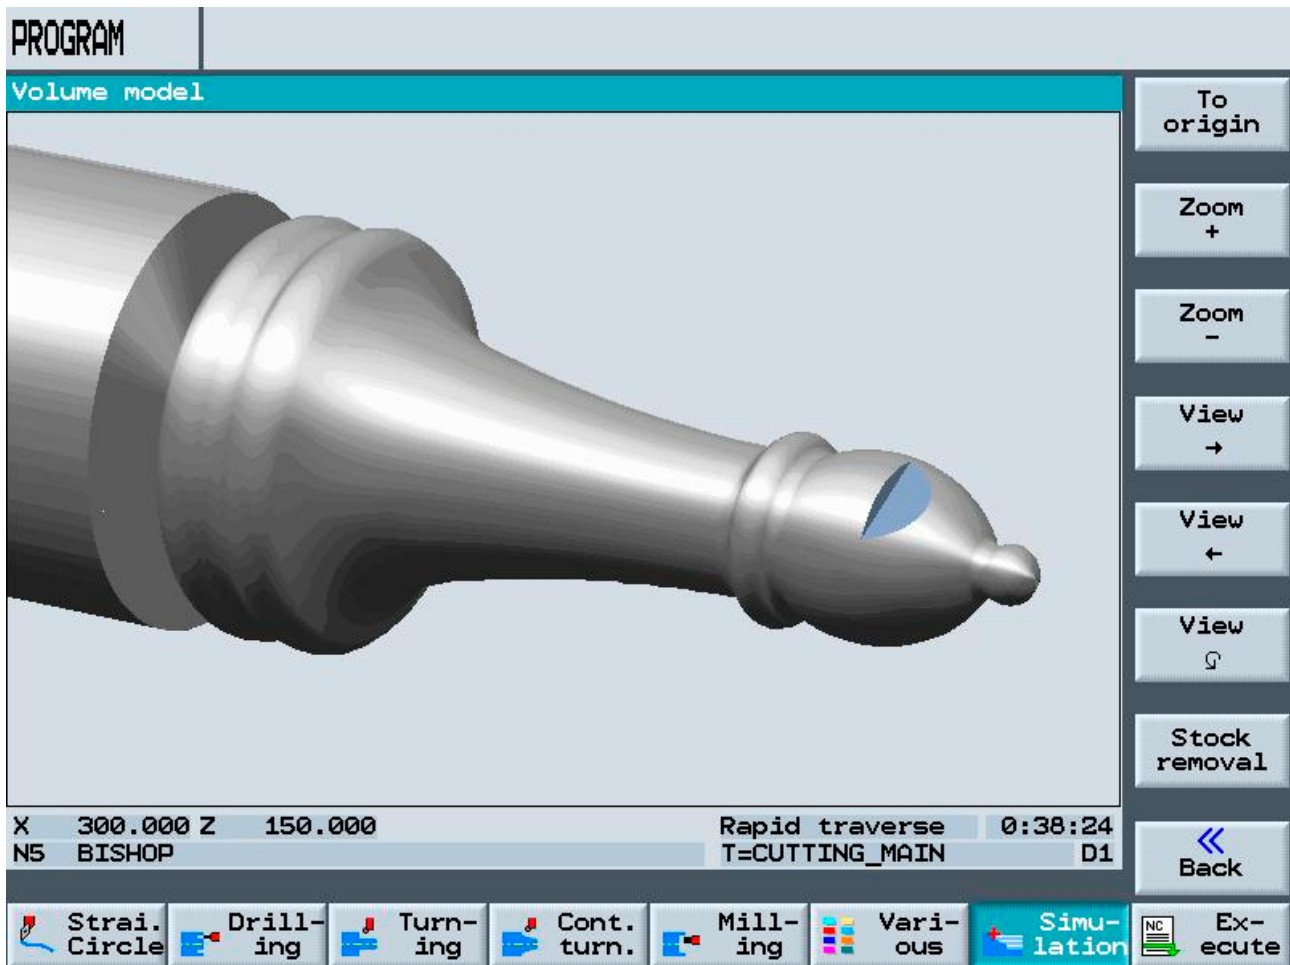 PROGRAM
Volume model
To
origin
Zoom
+
Zoom
-
View
→
View
←
View
Stock
removal
X 300.000 Z 150.000 Rapid traverse 0:38:24
N5 BISHOP T=CUTTING_MAIN D1
«
Back
Strai.
Circle
Drill-
ing
Turn-
ing
Cont.
turn.
Mill-
ing
Vari-
ous
Simu-
lation
NC
Ex-
ecute